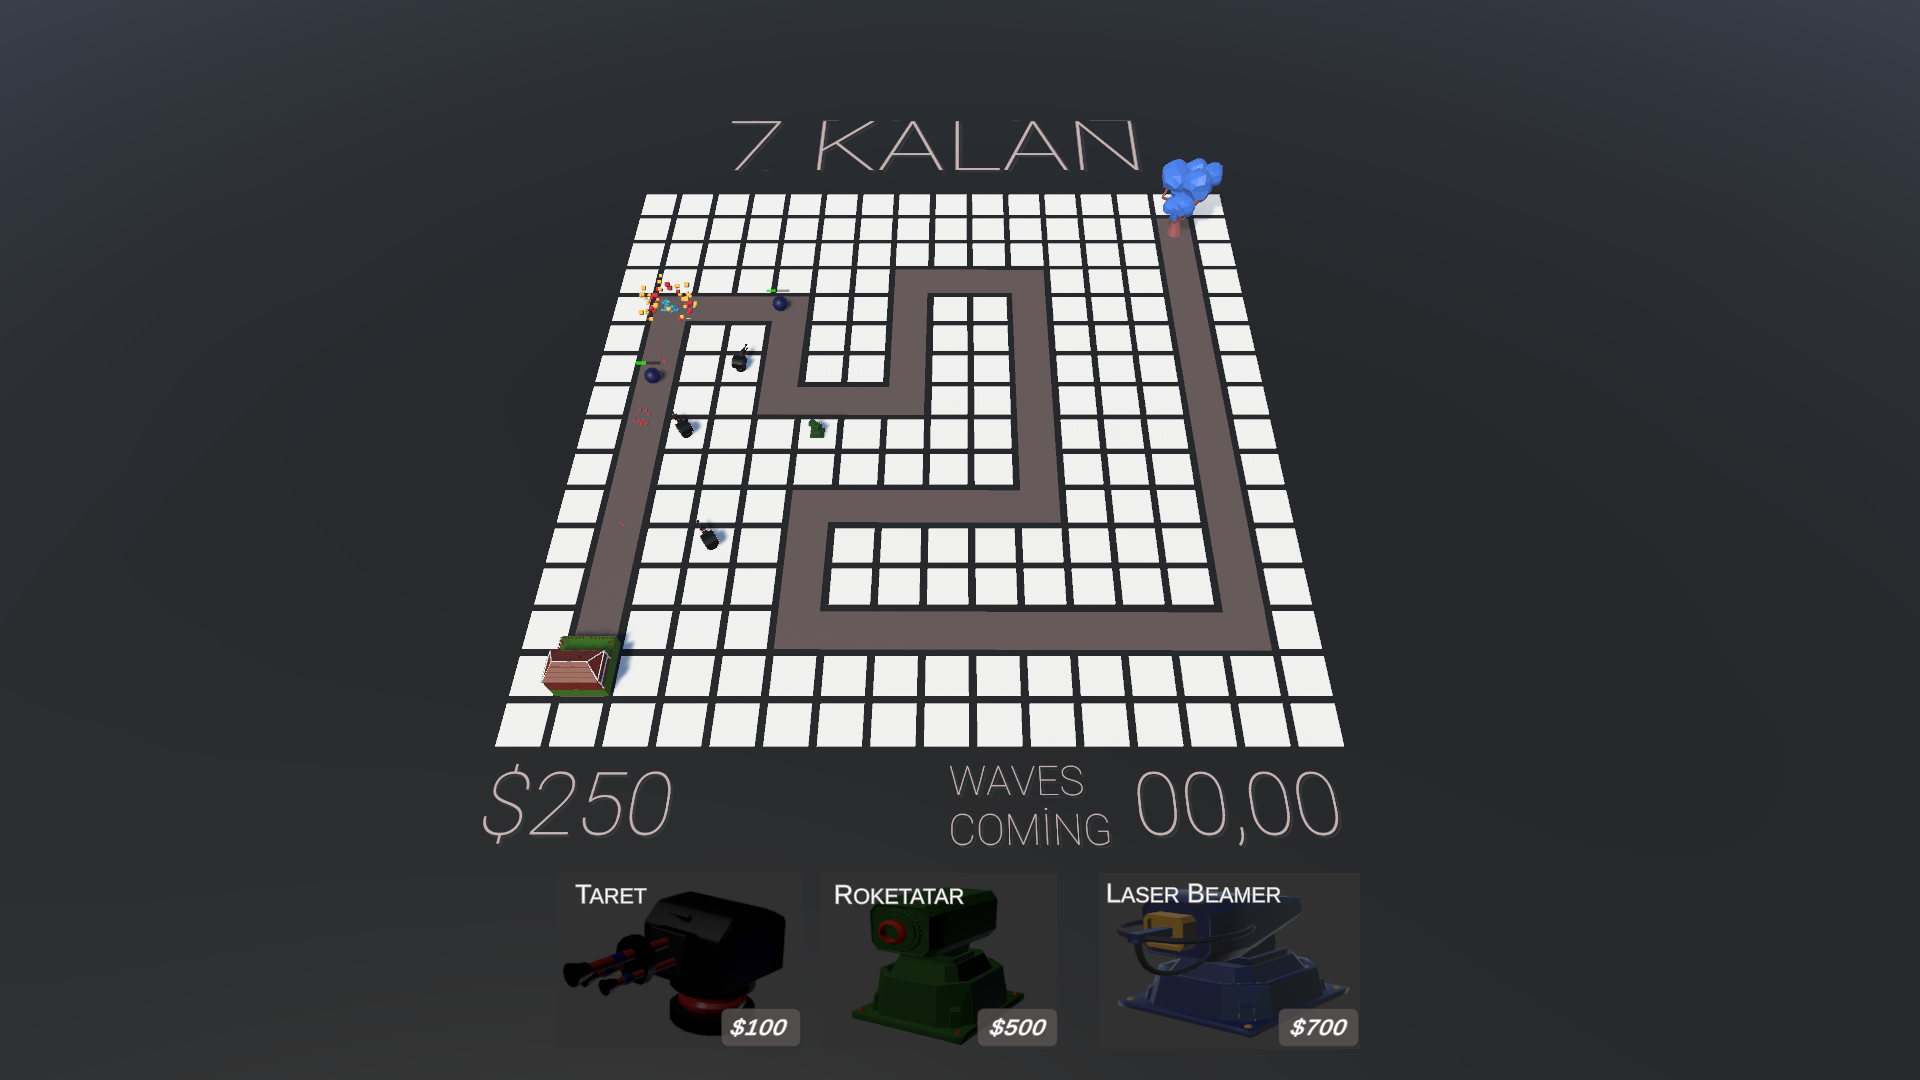 7 KALAN
$250
WAVES
COMİNG
00,00
TARET
ROKETATAR
LASER BEAMER
$100
$500
$700